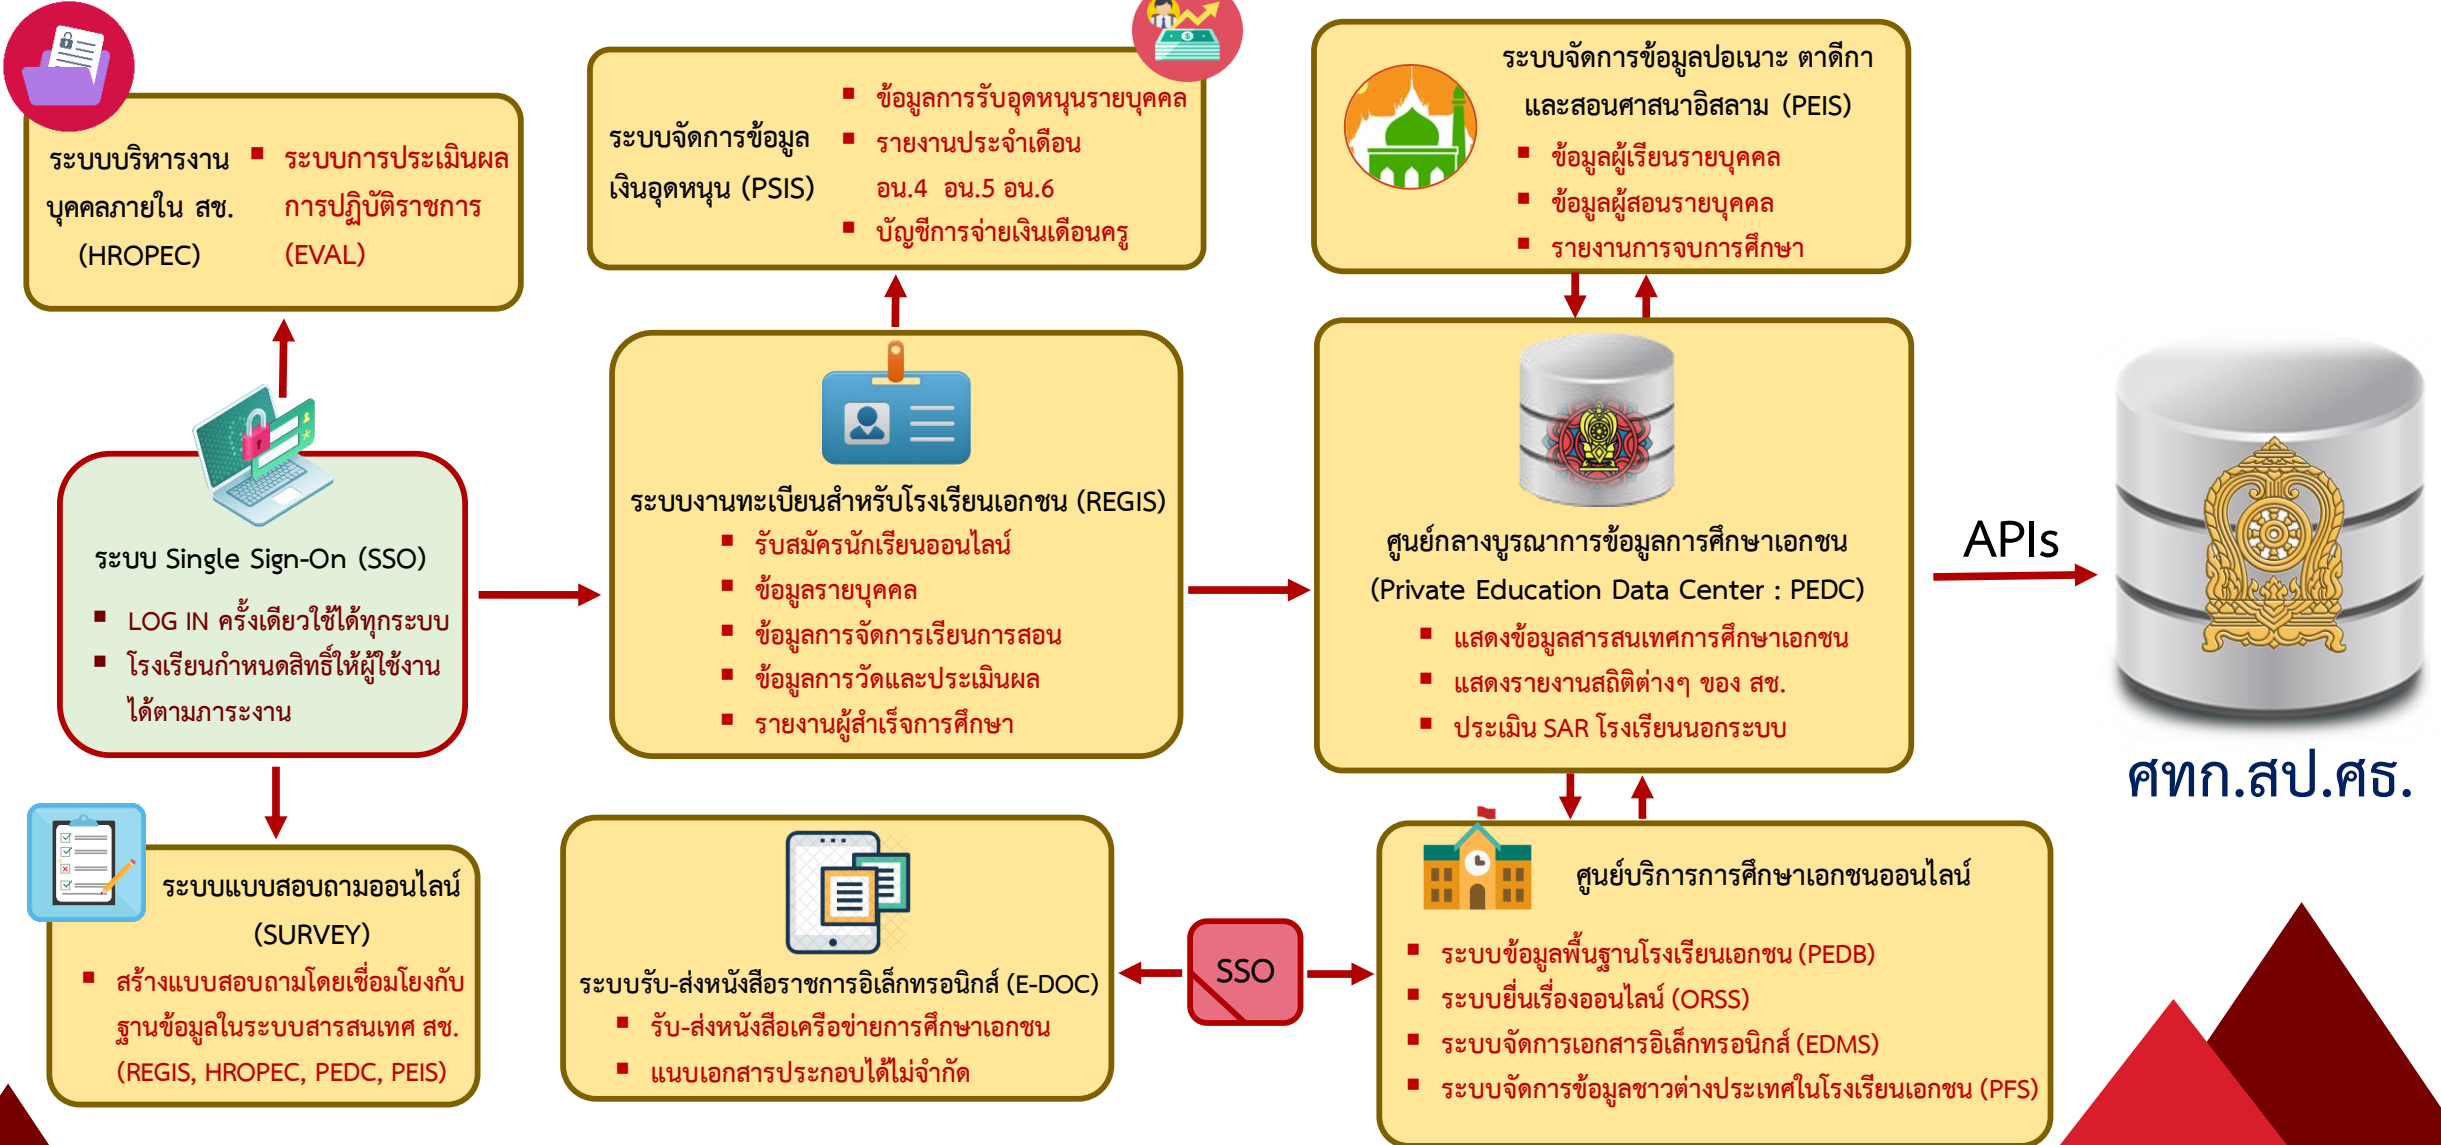 ระบบบริหารงาน
บุคคลภายใน สช.
(HROPEC)
▪ ระบบการประเมินผล
การปฏิบัติราชการ
(EVAL)
ระบบจัดการข้อมูล
เงินอุดหนุน (PSIS)
▪ ข้อมูลการรับอุดหนุนรายบุคคล
▪ รายงานประจำเดือน
อน.4 อน.5 อน.6
▪ บัญชีการจ่ายเงินเดือนครู
ระบบจัดการข้อมูลปอเนาะ ตาดีกา
และสอนศาสนาอิสลาม (PEIS)
▪ ข้อมูลผู้เรียนรายบุคคล
▪ ข้อมูลผู้สอนรายบุคคล
▪ รายงานการจบการศึกษา
ระบบ Single Sign-On (SSO)
▪ LOG IN ครั้งเดียวใช้ได้ทุกระบบ
▪ โรงเรียนกำหนดสิทธิ์ให้ผู้ใช้งาน
ได้ตามภาระงาน
ระบบงานทะเบียนสำหรับโรงเรียนเอกชน (REGIS)
▪ รับสมัครนักเรียนออนไลน์
▪ ข้อมูลรายบุคคล
▪ ข้อมูลการจัดการเรียนการสอน
▪ ข้อมูลการวัดและประเมินผล
▪ รายงานผู้สำเร็จการศึกษา
ศูนย์กลางบูรณาการข้อมูลการศึกษาเอกชน
(Private Education Data Center : PEDC)
▪ แสดงข้อมูลสารสนเทศการศึกษาเอกชน
▪ แสดงรายงานสถิติต่างๆ ของ สช.
▪ ประเมิน SAR โรงเรียนนอกระบบ
APIs
ศทก.สป.ศธ.
ระบบแบบสอบถามออนไลน์
(SURVEY)
▪ สร้างแบบสอบถามโดยเชื่อมโยงกับ
ฐานข้อมูลในระบบสารสนเทศ สช.
(REGIS, HROPEC, PEDC, PEIS)
ระบบรับ-ส่งหนังสือราชการอิเล็กทรอนิกส์ (E-DOC)
▪ รับ-ส่งหนังสือเครือข่ายการศึกษาเอกชน
▪ แนบเอกสารประกอบได้ไม่จำกัด
SSO
ศูนย์บริการการศึกษาเอกชนออนไลน์
▪ ระบบข้อมูลพื้นฐานโรงเรียนเอกชน (PEDB)
▪ ระบบยื่นเรื่องออนไลน์ (ORSS)
▪ ระบบจัดการเอกสารอิเล็กทรอนิกส์ (EDMS)
▪ ระบบจัดการข้อมูลชาวต่างประเทศในโรงเรียนเอกชน (PFS)